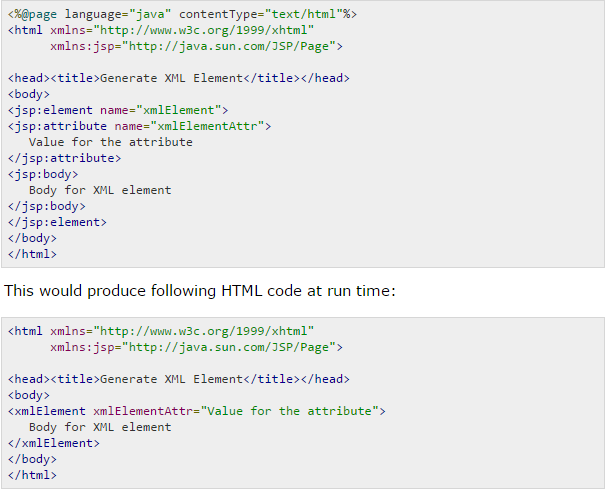 <%@page language="java" contentType="text/html"%>
<html xmlns="http://www.w3c.org/1999/xhtml"
      xmlns:jsp="http://java.sun.com/JSP/Page">

<head><title>Generate XML Element</title></head>
<body>
<jsp:element name="xmlElement">
<jsp:attribute name="xmlElementAttr">
   Value for the attribute
</jsp:attribute>
<jsp:body>
   Body for XML element
</jsp:body>
</jsp:element>
</body>
</html>
This would produce following HTML code at run time:
<html xmlns="http://www.w3c.org/1999/xhtml"
      xmlns:jsp="http://java.sun.com/JSP/Page">

<head><title>Generate XML Element</title></head>
<body>
<xmlElement xmlElementAttr="Value for the attribute">
   Body for XML element
</xmlElement>
</body>
</html>